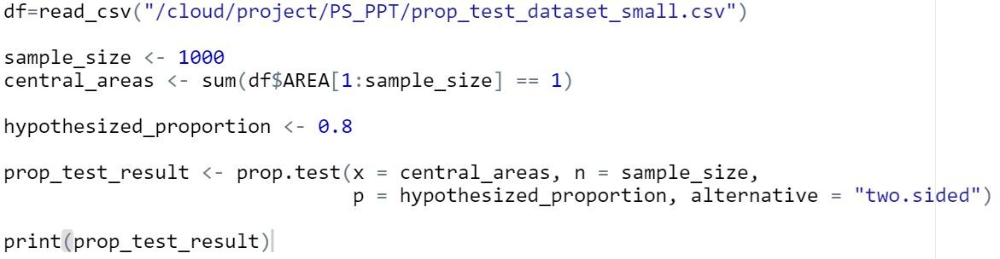 df=read_csv("/cloud/project/PS_PPT/prop_test_dataset_small.csv")
sample_size <- 1000
central_areas <- sum(df$AREA[1:sample_size] == 1)
hypothesized_proportion <- 0.8
prop_test_result <- prop.test(x = central_areas, n = sample_size,
p = hypothesized_proportion, alternative = "two.sided")
print(prop_test_result)